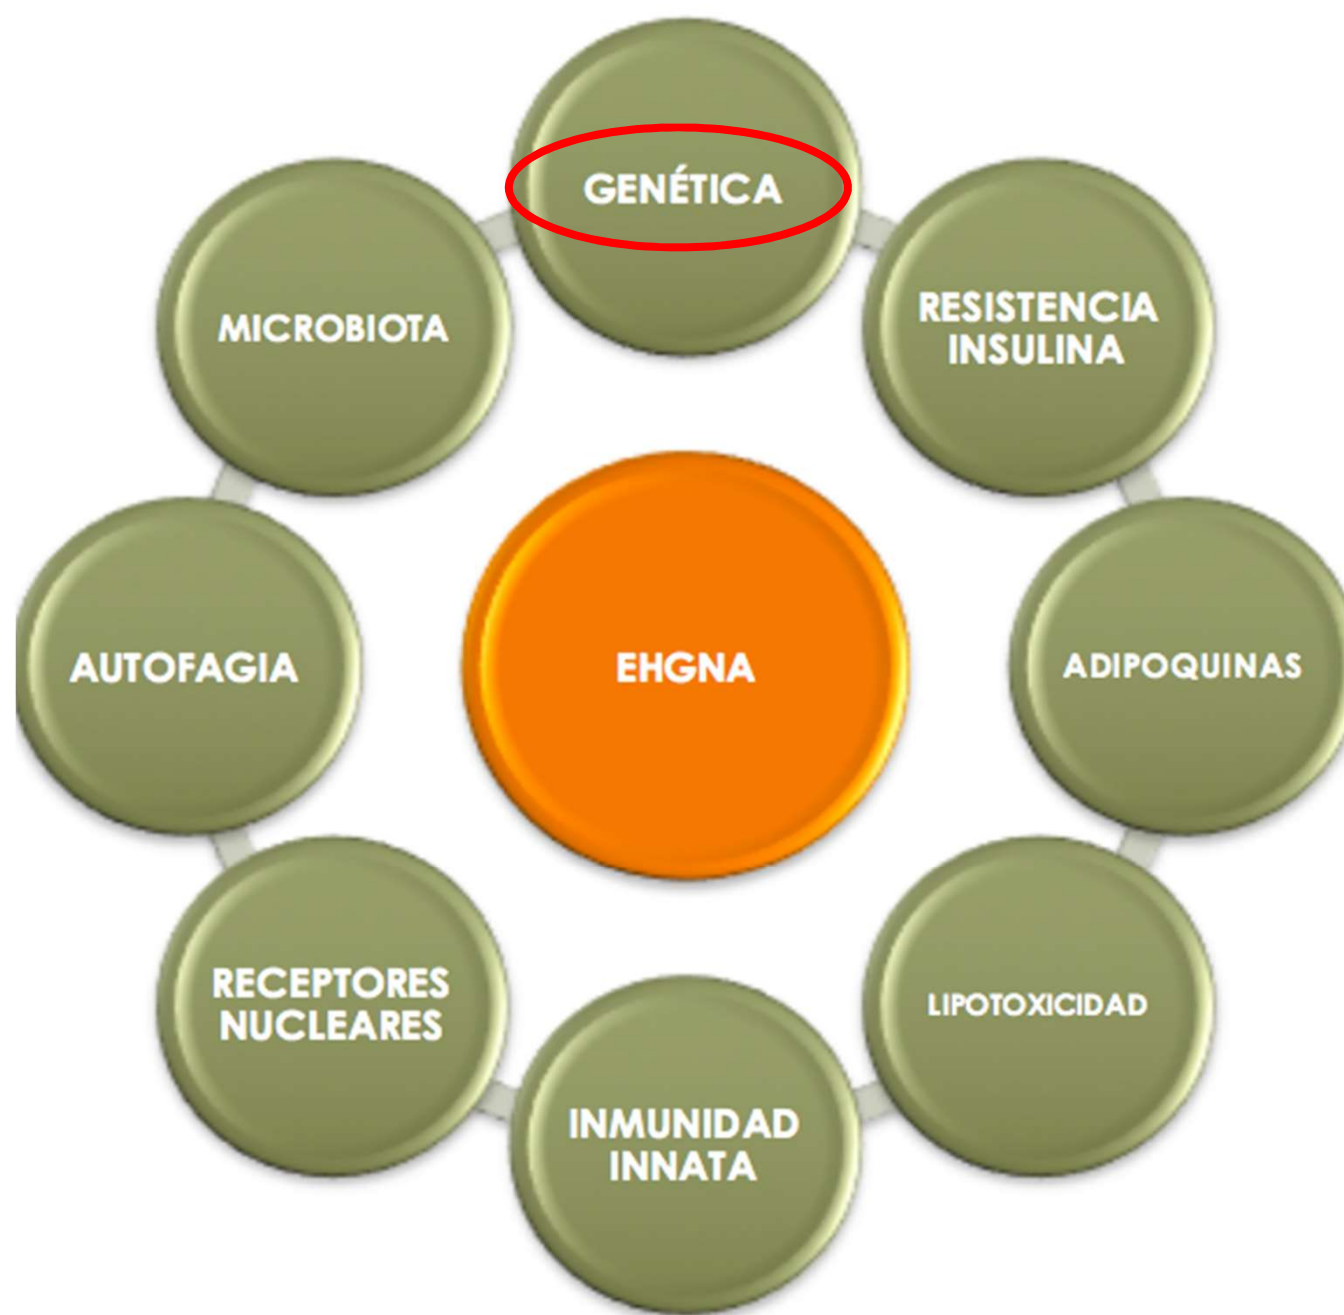 GENÉTICA
RESISTENCIA
INSULINA
ADIPOQUINAS
LIPOTOXICIDAD
INMUNIDAD
INNATA
RECEPTORES
NUCLEARES
AUTOFAGIA
MICROBIOTA
EHGNA